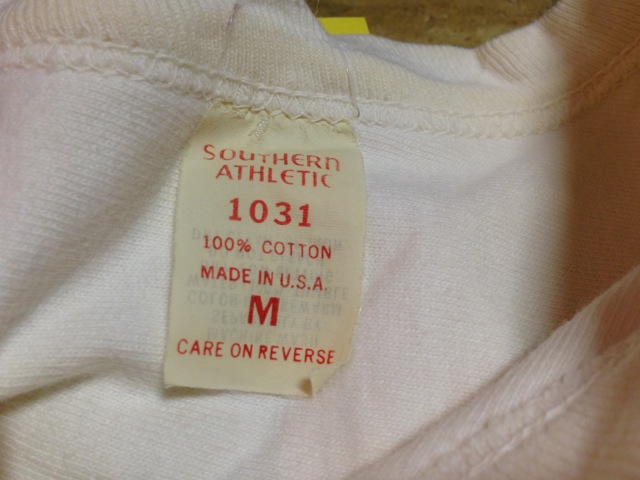 SOUTHERN
ATHLETIC
1031
100% COTTON
MADE IN U.S.A.
M
CARE ON REVERSE